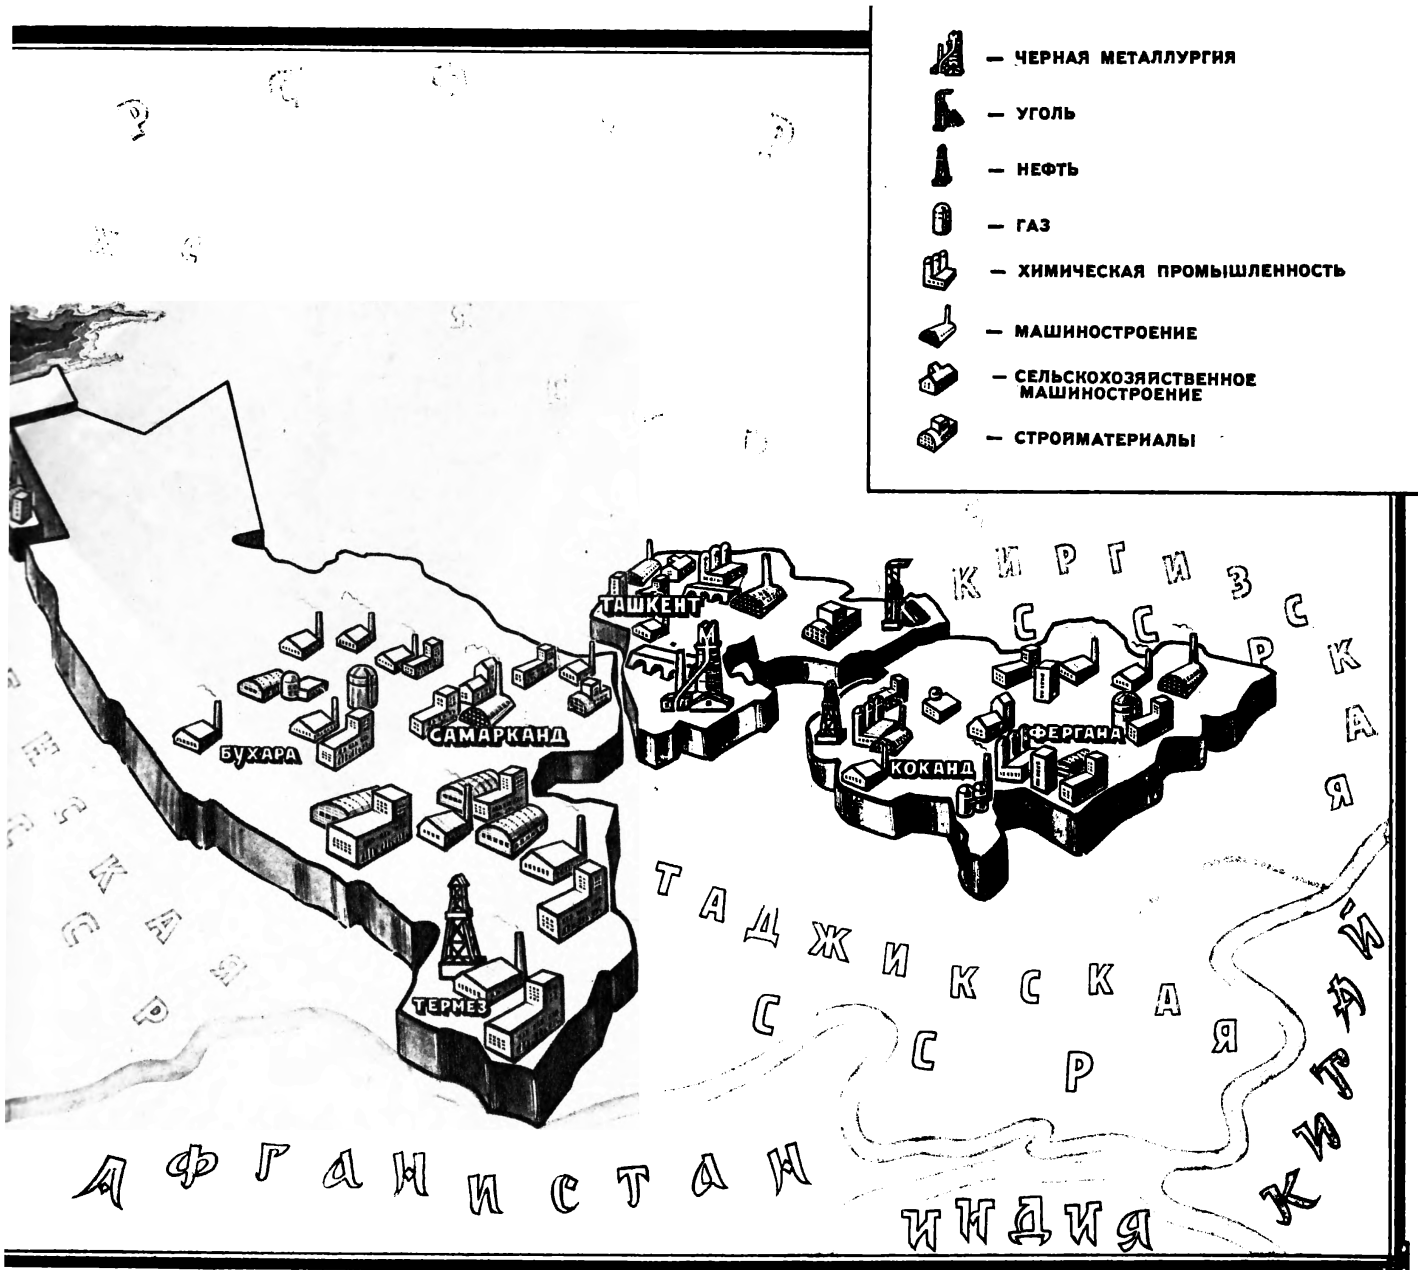 — ЧЕРНАЯ МЕТАЛЛУРГИЯ
— УГОЛЬ
— НЕФТЬ
— ГАЗ
— ХИМИЧЕСКАЯ ПРОМЫШЛЕННОСТЬ
— МАШИНОСТРОЕНИЕ
— СЕЛЬСКОХОЗЯЙСТВЕННОЕ
МАШИНОСТРОЕНИЕ
— СТРОЙМАТЕРИАЛЫ
Р С Ф С Р
КИРГИЗСКАЯ
ССР
ТАШКЕНТ
М
САМАРКАНД
БУХАРА
ФЕРГАНА
КОКАНД
ТЕРМЕЗ
ССР
ТАДЖИКСКАЯ
ССР
КИТАЙ
АФГАНИСТАН
ИНДИЯ